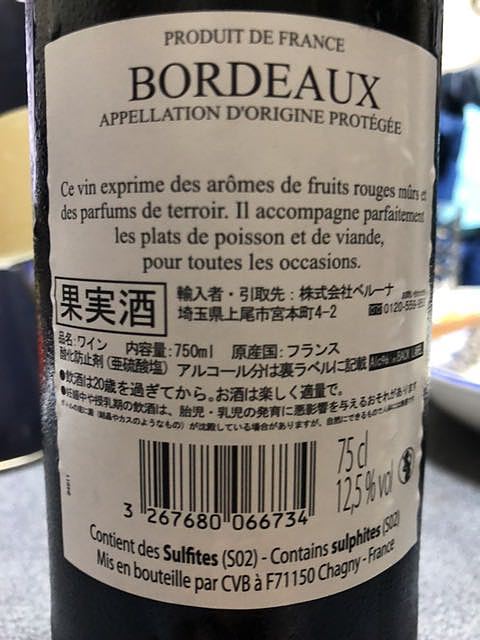 PRODUIT DE FRANCE
BORDEAUX
APPELLATION D'ORIGINE PROTÉGÉE
Ce vin exprime des arômes de fruits rouges mûrs et
des parfums de terroir. Il accompagne parfaitement
les plats de poisson et de viande,
pour toutes les occasions.
果実酒
輸入者・引取先:株式会社ベルーナ
埼玉県上尾市宮本町4-2
品名:ワイン 内容量:750ml 原産国:フランス
酸化防止剤(亜硫酸塩) アルコール分は裏ラベルに記載 Alc% on BACK LABEL
●飲酒は20歳を過ぎてから。お酒は楽しく適量で。
●妊娠中や授乳期の飲酒は、胎児・乳児の発育に悪影響を与えるおそれがあります
75 cl
12,5 % vol
3 267680 066734
Contient des Sulfites (S02) - Contains sulphites (S02)
Mis en bouteille par CVB à F71150 Chagny - France